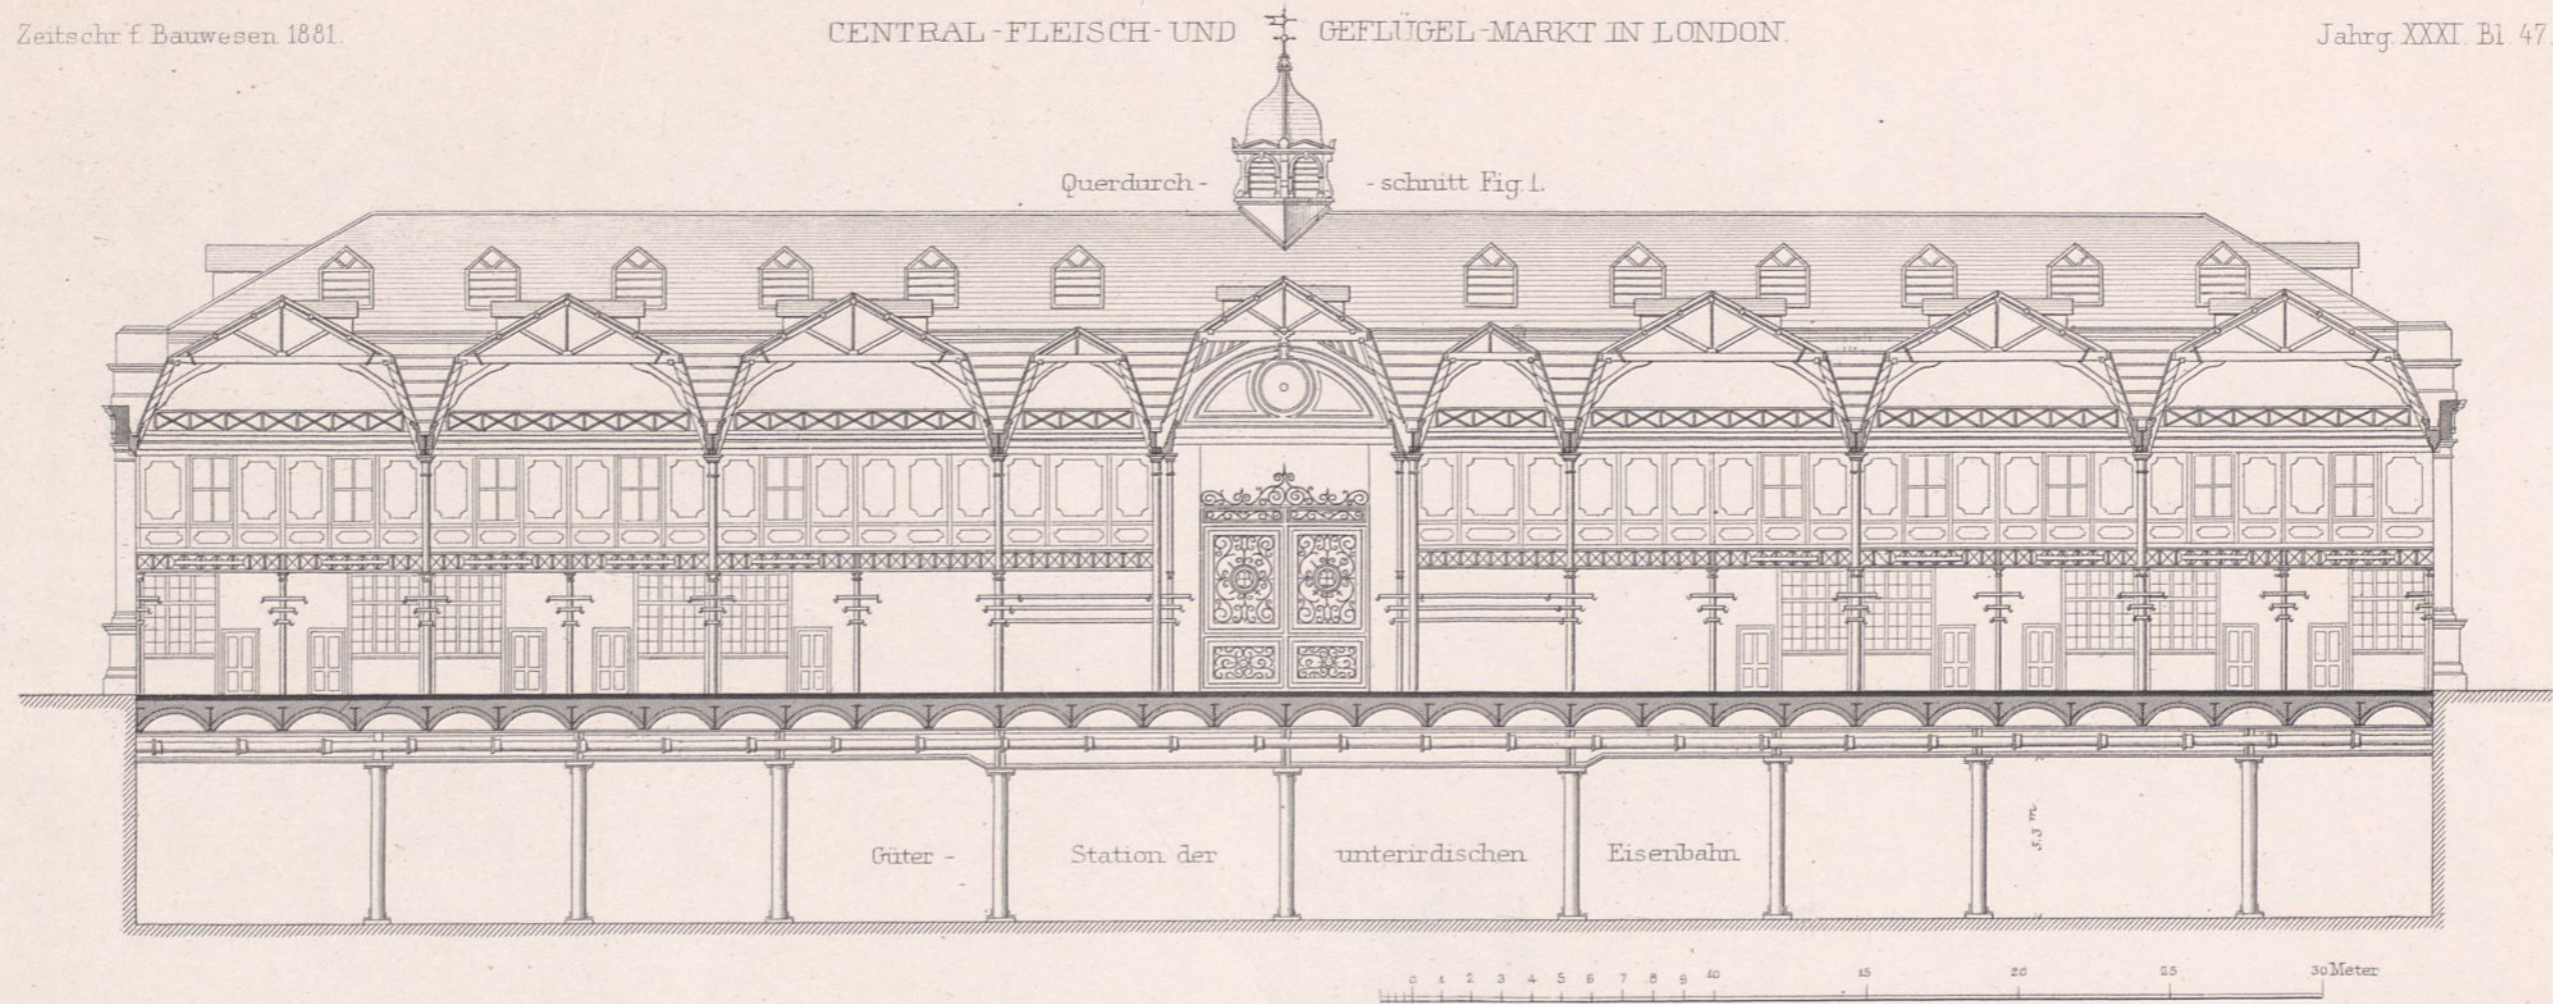 Zeitschr f. Bauwesen 1881.
CENTRAL-FLEISCH-UND GEFLÜGEL-MARKT IN LONDON.
Jahrg. XXXI. Bl. 47.
Querdurch- -schnitt Fig. 1.
Güter- Station der unterirdischen Eisenbahn
5.5 m
0 1 2 3 4 5 6 7 8 9 10 15 20 25 30 Meter